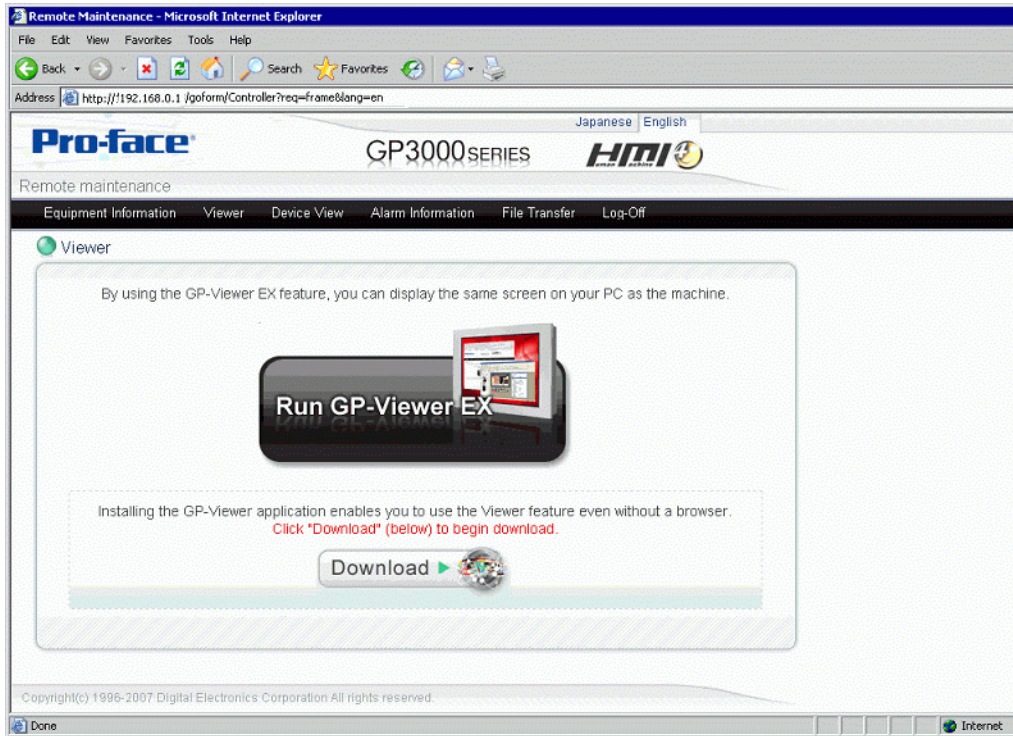 Remote Maintenance - Microsoft Internet Explorer
File Edit View Favorites Tools Help
Back Search Favorites
Address http://!192.168.0.1 /goform/Controller?req=frame&lang=en
Japanese English
Pro-face
GP3000 SERIES HMI
Human Machine
Remote maintenance
Equipment Information Viewer Device View Alarm Information File Transfer Log-Off
Viewer
By using the GP-Viewer EX feature, you can display the same screen on your PC as the machine.
Run GP-Viewer EX
Installing the GP-Viewer application enables you to use the Viewer feature even without a browser.
Click "Download" (below) to begin download.
Download
Copyright(c) 1996-2007 Digital Electronics Corporation All rights reserved.
Done Internet